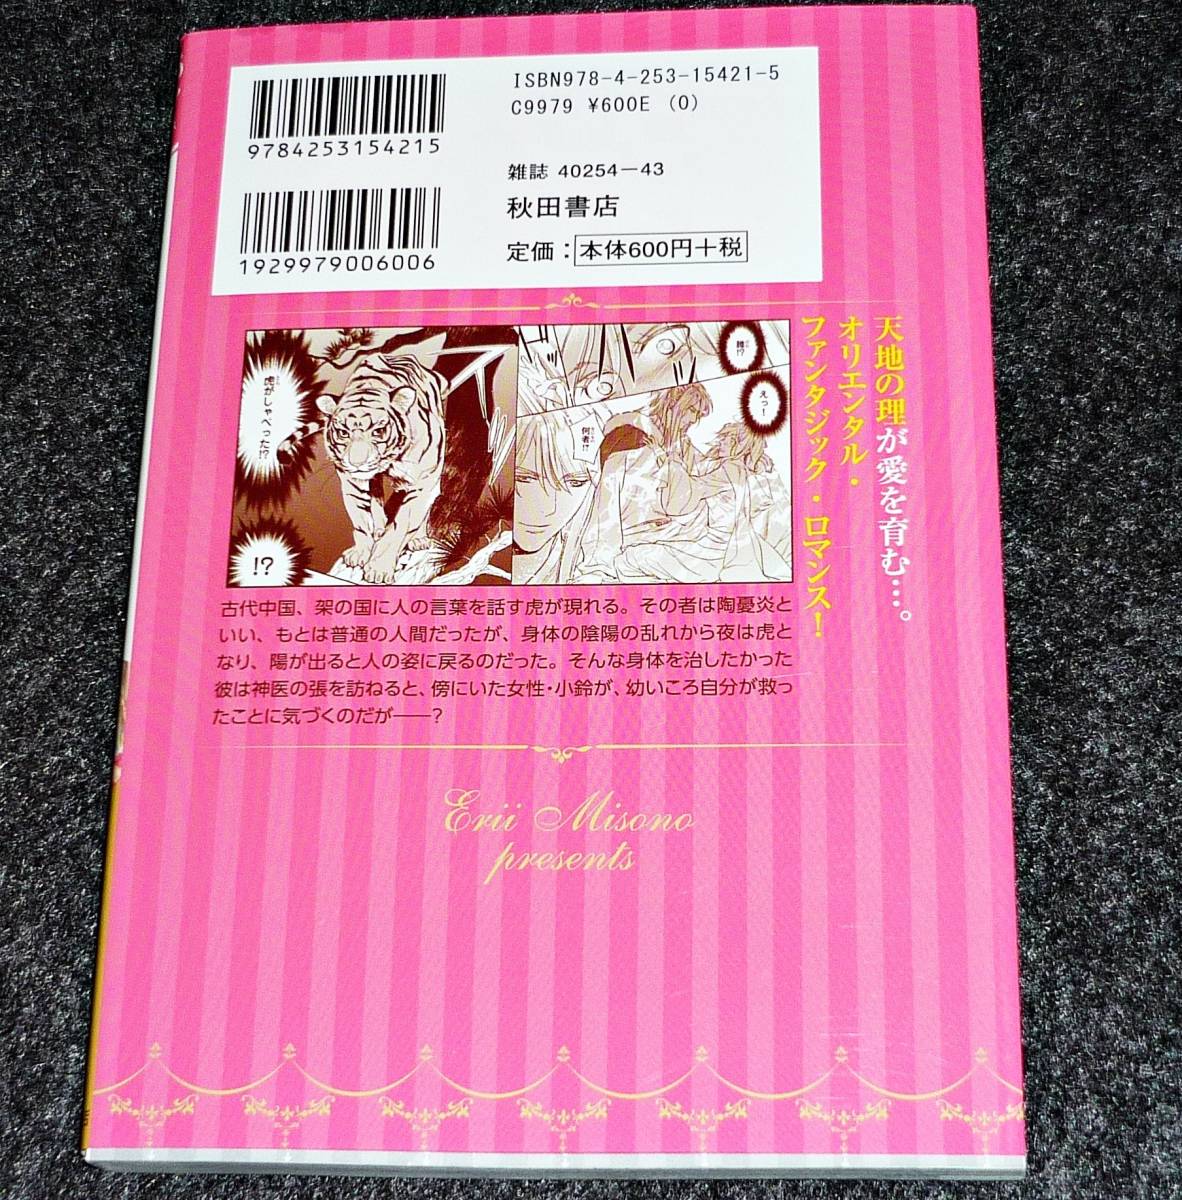 ISBN978-4-253-15421-5
C9979 ¥600E (0)
9784253154215
雑誌 40254-43
秋田書店
定価：本体600円+税
1929979006006
天地の理が愛を育む…。
オリエンタル・
ファンタジック・ロマンス！
虎がしゃべった!?
!?
何者!?
えっ！
古代中国、架の国に人の言葉を話す虎が現れる。その者は陶憂炎と
いい、もとは普通の人間だったが、身体の陰陽の乱れから夜は虎と
なり、陽が出ると人の姿に戻るのだった。そんな身体を治したかった
彼は神医の張を訪ねると、傍にいた女性・小鈴が、幼いころ自分が救っ
たことに気づくのだが――？
Erii Misono
presents